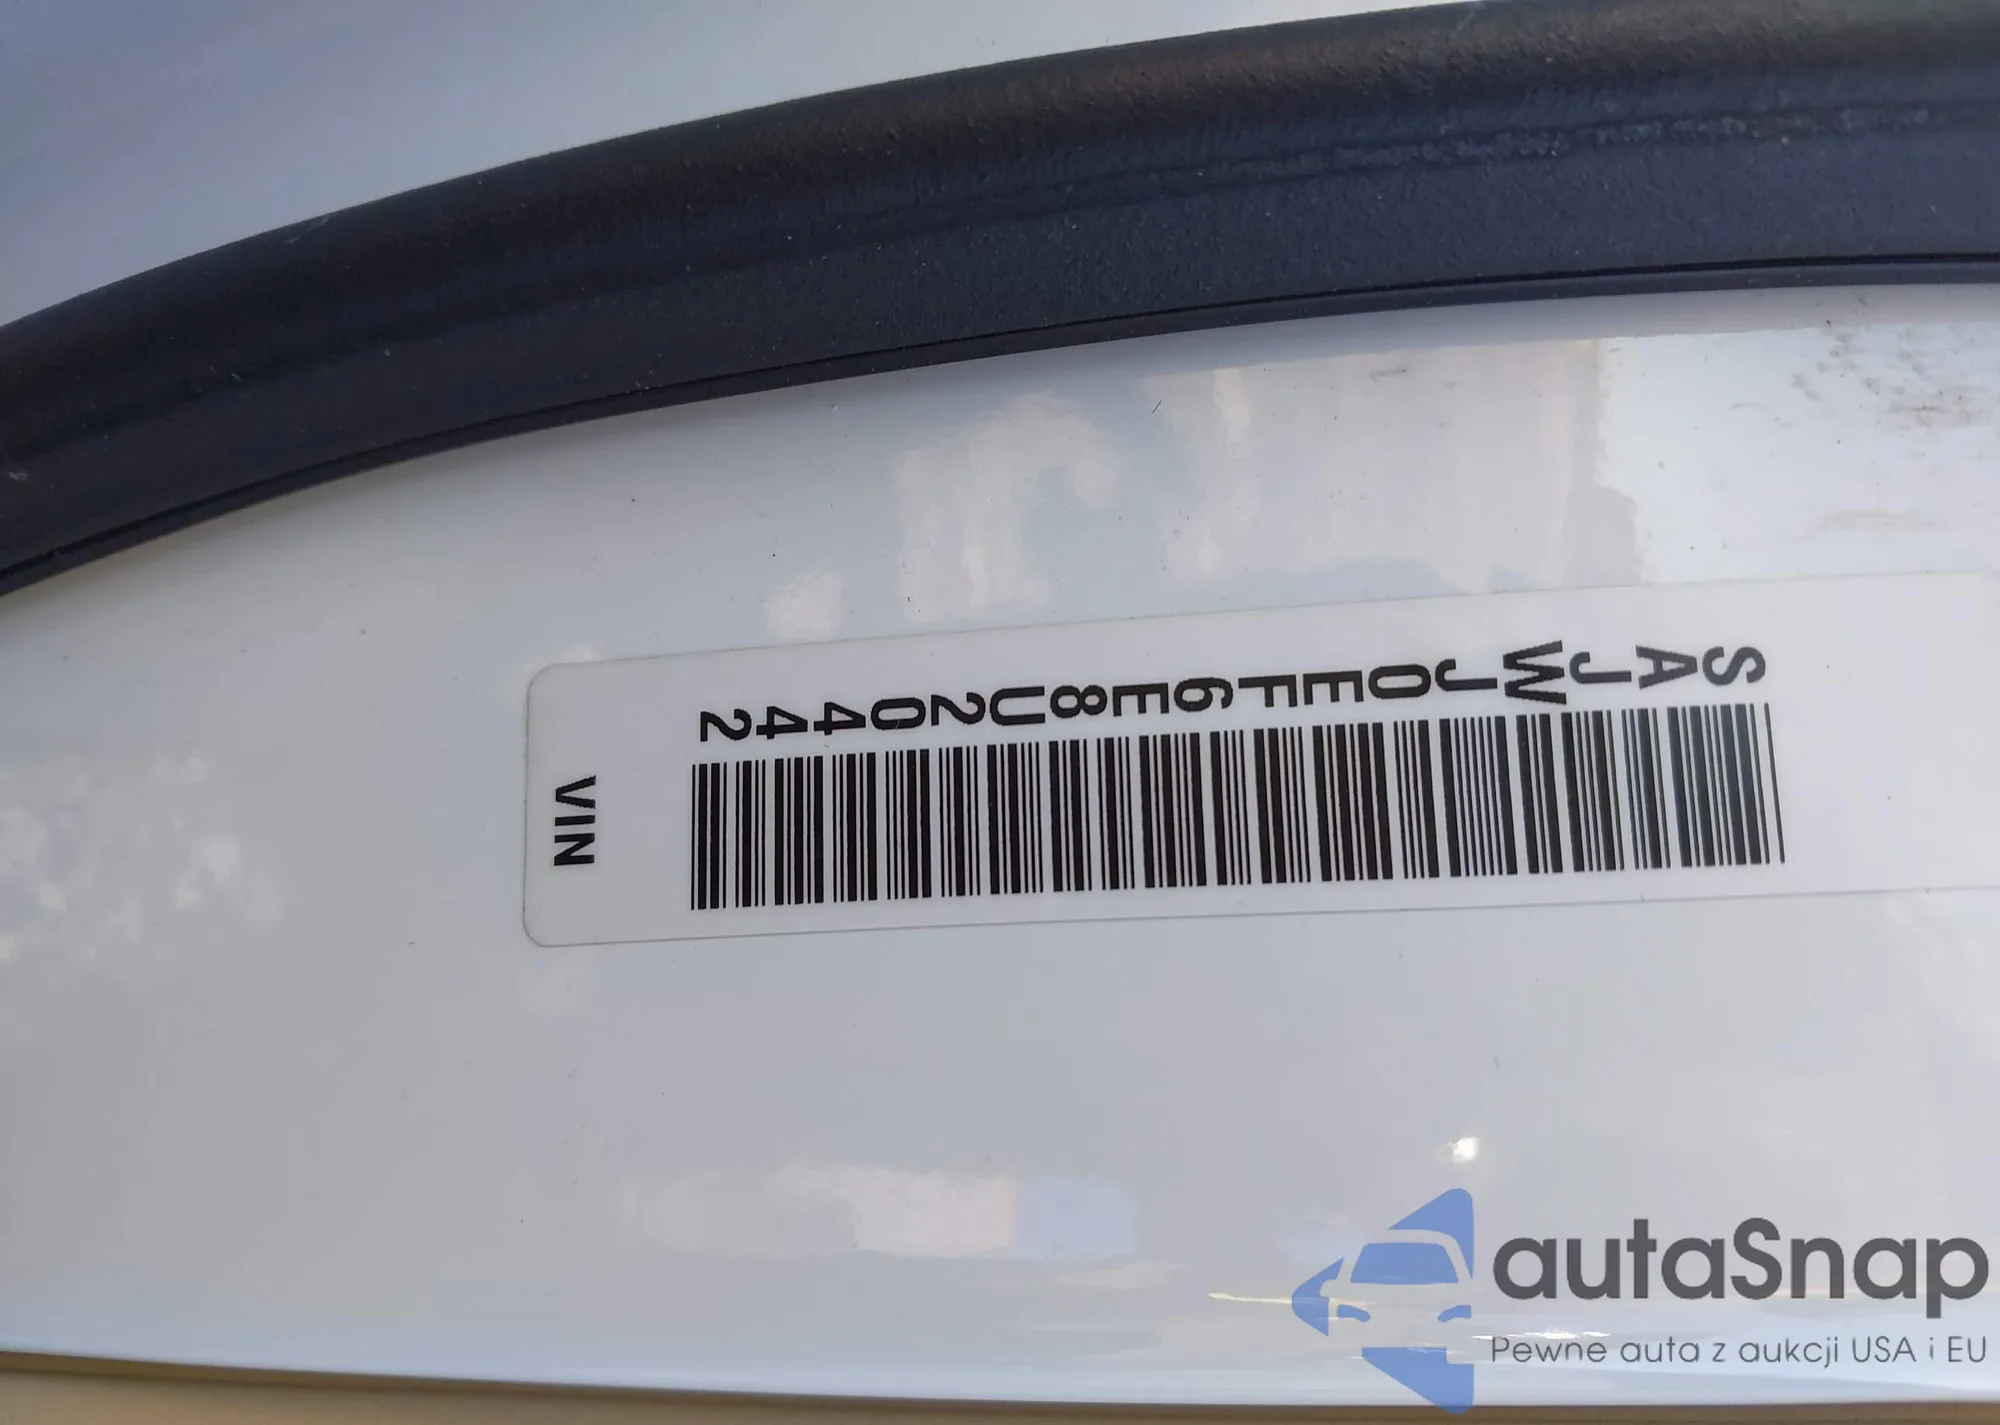 SAJWJ0EF6E8U20442
VIN
autaSnap
Pewne auta z aukcji USA i EU